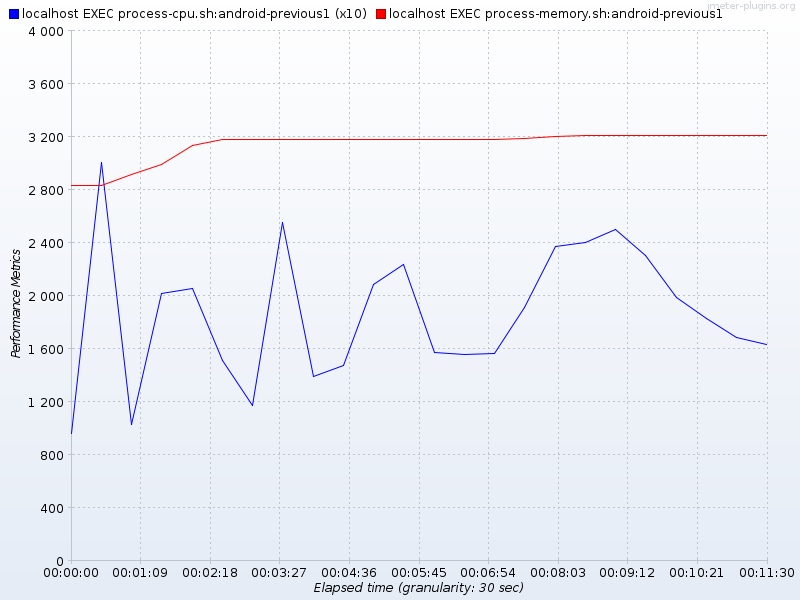 localhost EXEC process-cpu.sh:android-previous1 (x10) localhost EXEC process-memory.sh:android-previous1
jmeter-plugins.org
4 000
3 600
3 200
2 800
2 400
2 000
1 600
1 200
800
400
0
Performance Metrics
00:00:00 00:01:09 00:02:18 00:03:27 00:04:36 00:05:45 00:06:54 00:08:03 00:09:12 00:10:21 00:11:30
Elapsed time (granularity: 30 sec)